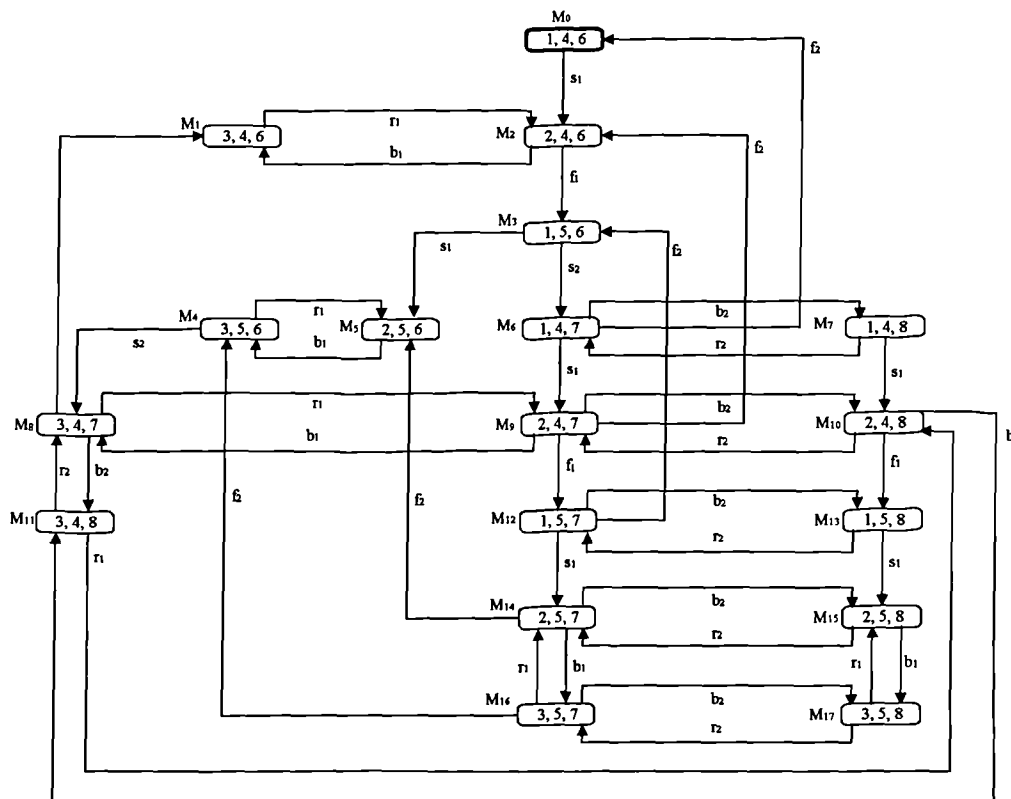 M₀
1, 4, 6
f₂
s₁
M₁
3, 4, 6
r₁
b₁
M₂
2, 4, 6
f₂
f₁
M₃
1, 5, 6
s₁
s₂
f₂
M₄
3, 5, 6
r₁
b₁
M₅
2, 5, 6
s₂
M₆
1, 4, 7
b₂
r₂
M₇
1, 4, 8
s₁
s₁
M₈
3, 4, 7
r₁
b₁
M₉
2, 4, 7
b₂
r₂
M₁₀
2, 4, 8
b
r₂
b₂
f₁
f₁
M₁₁
3, 4, 8
r₁
f₂
f₂
M₁₂
1, 5, 7
b₂
r₂
M₁₃
1, 5, 8
s₁
s₁
M₁₄
2, 5, 7
b₂
r₂
M₁₅
2, 5, 8
r₁
b₁
r₁
b₁
M₁₆
3, 5, 7
b₂
r₂
M₁₇
3, 5, 8